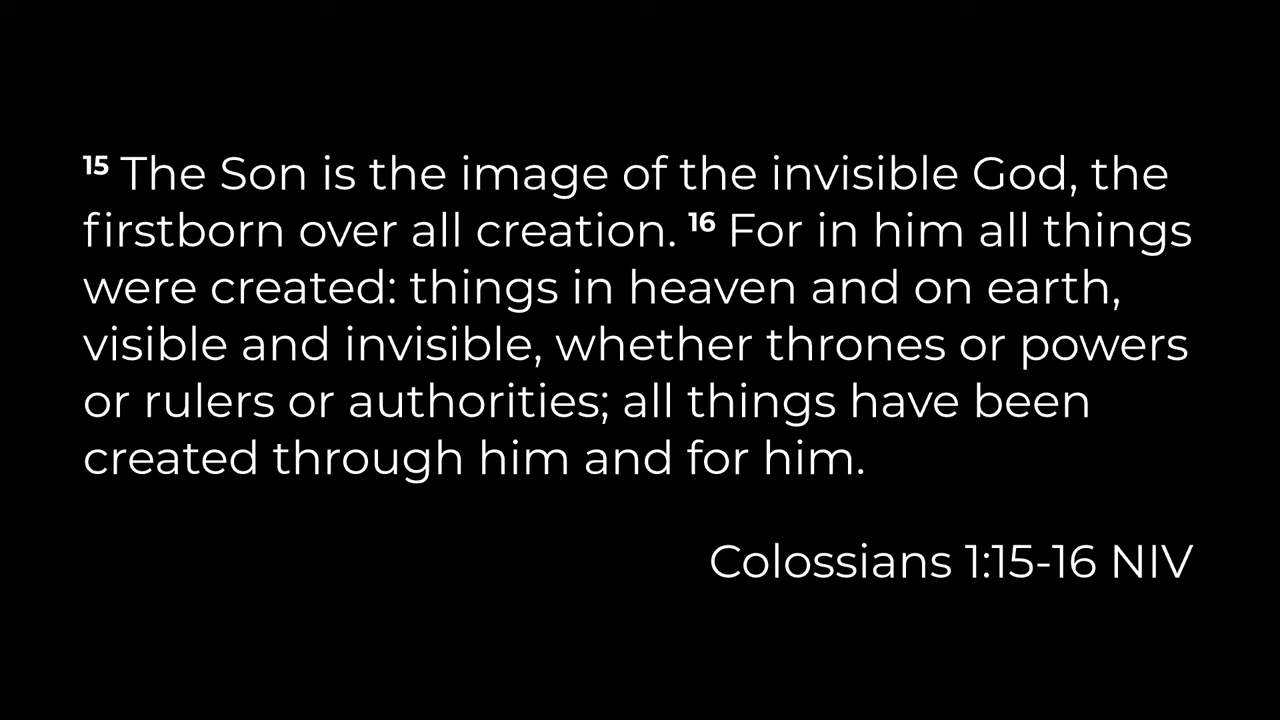 15 The Son is the image of the invisible God, the
firstborn over all creation. 16 For in him all things
were created: things in heaven and on earth,
visible and invisible, whether thrones or powers
or rulers or authorities; all things have been
created through him and for him.
Colossians 1:15-16 NIV